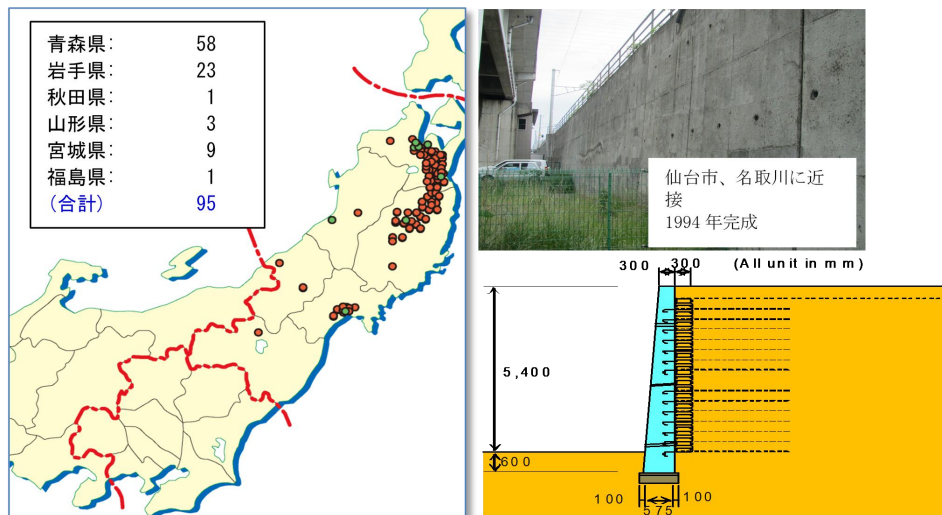 青森県: 58
岩手県: 23
秋田県: 1
山形県: 3
宮城県: 9
福島県: 1
(合計) 95
仙台市、名取川に近
接
1994 年完成
300 300 (All unit in mm)
5,400
600
100 100
575